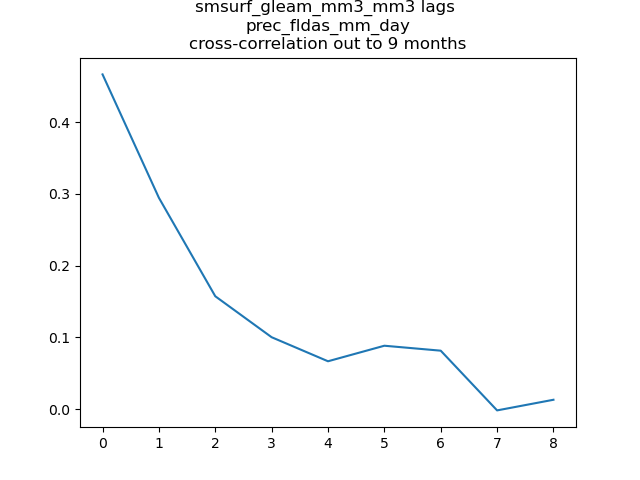 smsurf_gleam_mm3_mm3 lags
prec_fldas_mm_day
cross-correlation out to 9 months
0.4
0.3
0.2
0.1
0.0
0 1 2 3 4 5 6 7 8